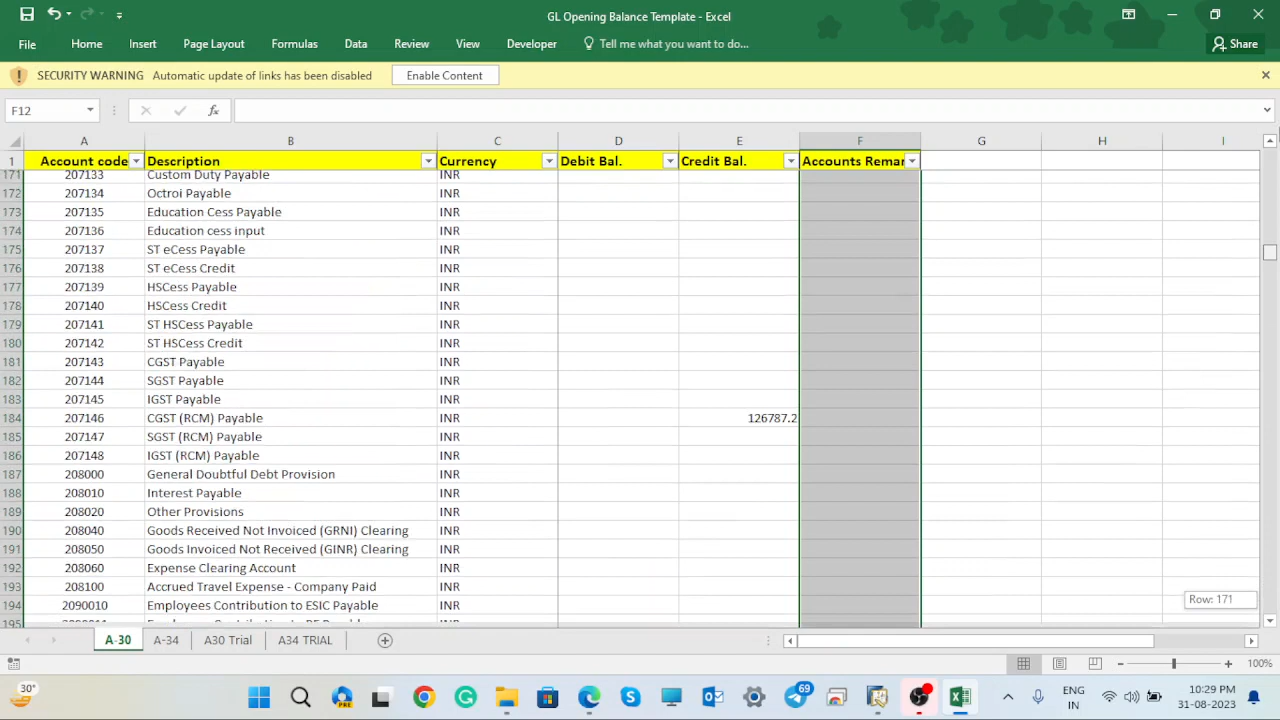 GL Opening Balance Template - Excel
File Home Insert Page Layout Formulas Data Review View Developer Tell me what you want to do... Share
SECURITY WARNING Automatic update of links has been disabled Enable Content
F12 fx
A B C D E F G H I
1 Account code Description Currency Debit Bal. Credit Bal. Accounts Remar
171 207133 Custom Duty Payable INR
172 207134 Octroi Payable INR
173 207135 Education Cess Payable INR
174 207136 Education cess input INR
175 207137 ST eCess Payable INR
176 207138 ST eCess Credit INR
177 207139 HSCess Payable INR
178 207140 HSCess Credit INR
179 207141 ST HSCess Payable INR
180 207142 ST HSCess Credit INR
181 207143 CGST Payable INR
182 207144 SGST Payable INR
183 207145 IGST Payable INR
184 207146 CGST (RCM) Payable INR 126787.2
185 207147 SGST (RCM) Payable INR
186 207148 IGST (RCM) Payable INR
187 208000 General Doubtful Debt Provision INR
188 208010 Interest Payable INR
189 208020 Other Provisions INR
190 208040 Goods Received Not Invoiced (GRNI) Clearing INR
191 208050 Goods Invoiced Not Received (GINR) Clearing INR
192 208060 Expense Clearing Account INR
193 208100 Accrued Travel Expense - Company Paid INR
194 2090010 Employees Contribution to ESIC Payable INR
Row: 171
195
A-30 A-34 A30 Trial A34 TRIAL
100%
30° PRE 69 ENG IN 10:29 PM 31-08-2023